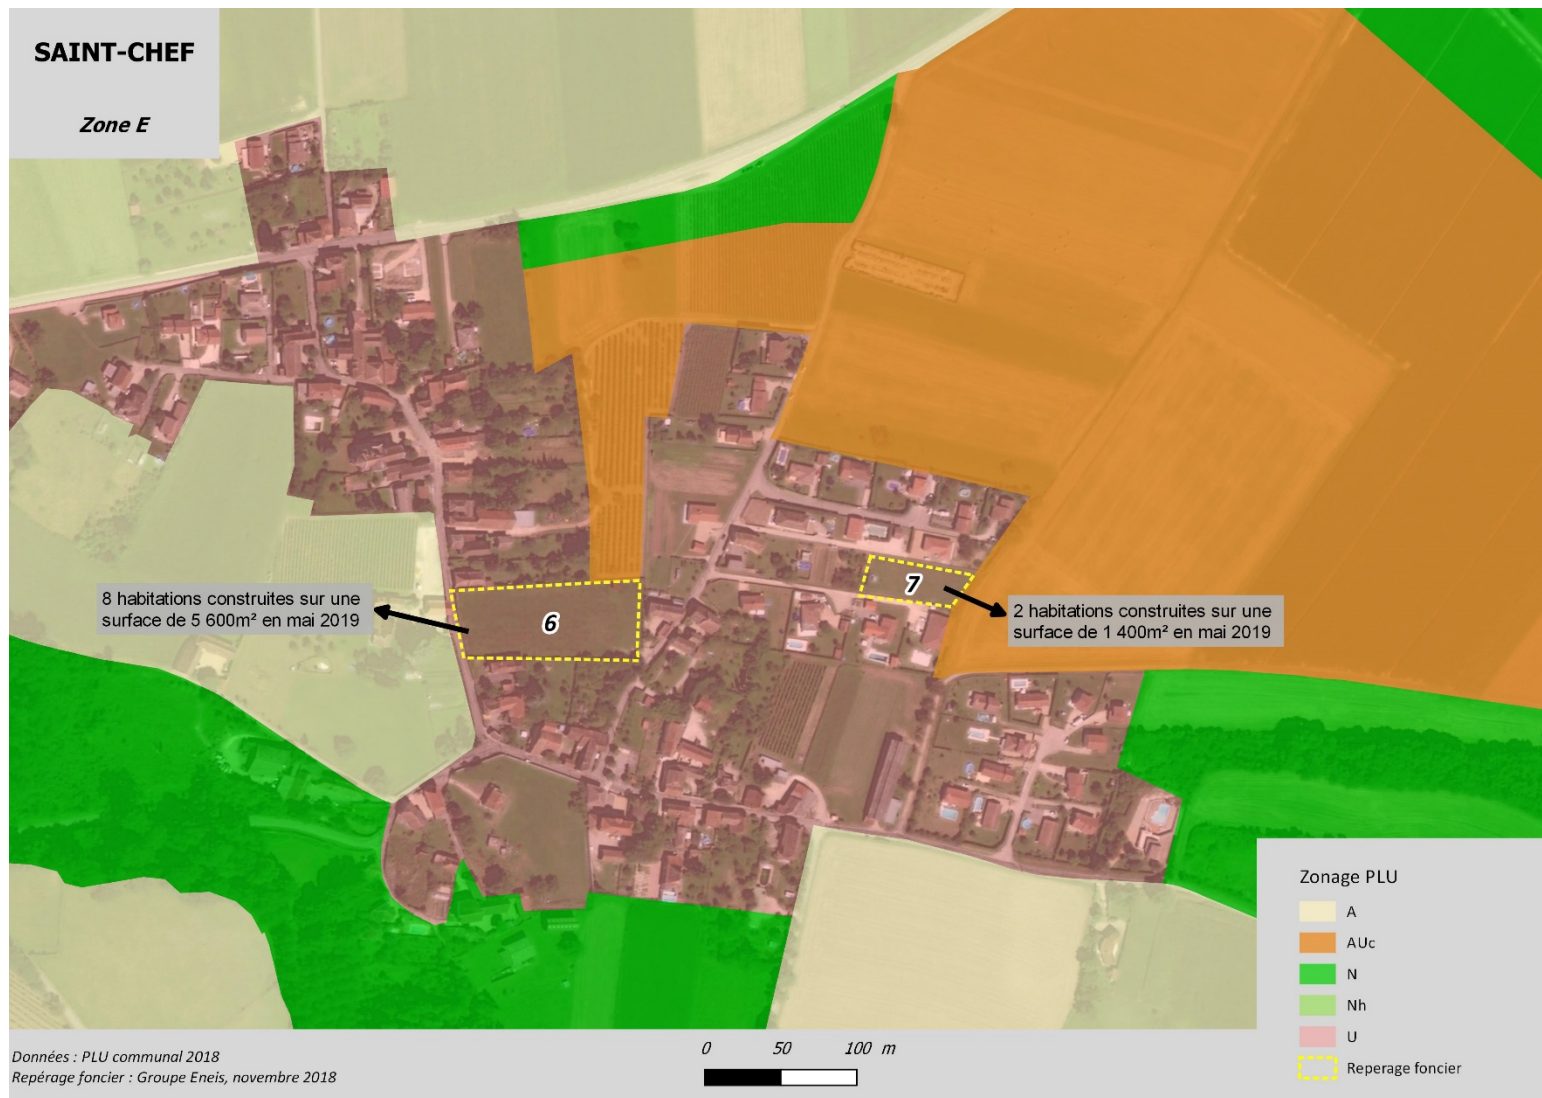 SAINT-CHEF
Zone E
8 habitations construites sur une
surface de 5 600m² en mai 2019
6
7
2 habitations construites sur une
surface de 1 400m² en mai 2019
Zonage PLU
A
AUc
N
Nh
U
Reperage foncier
0 50 100 m
Données : PLU communal 2018
Repérage foncier : Groupe Eneis, novembre 2018